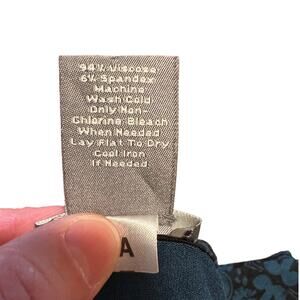 94% Viscose
6% Spandex
Machine
Wash Cold
Only Non-
Chlorine Bleach
When Needed
Lay Flat To Dry
Cool Iron
If Needed
A